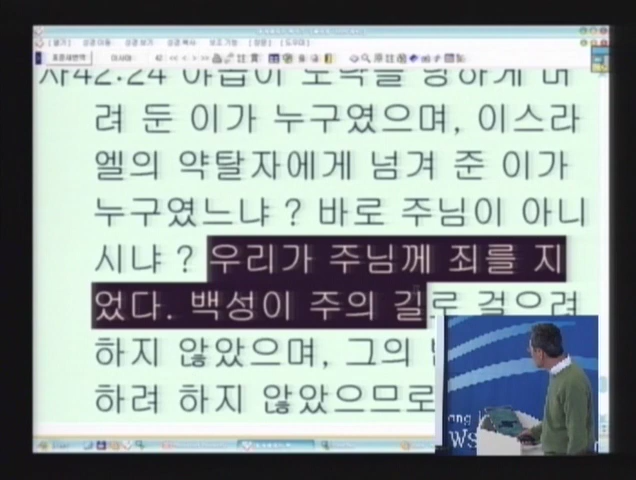 사42:24 야곱이 노략을 당하게 버
려 둔 이가 누구였으며, 이스라
엘의 약탈자에게 넘겨 준 이가
누구였느냐 ? 바로 주님이 아니
시냐 ? 우리가 주님께 죄를 지
었다. 백성이 주의 길로 걸으려
하지 않았으며, 그의
하려 하지 않았으므로